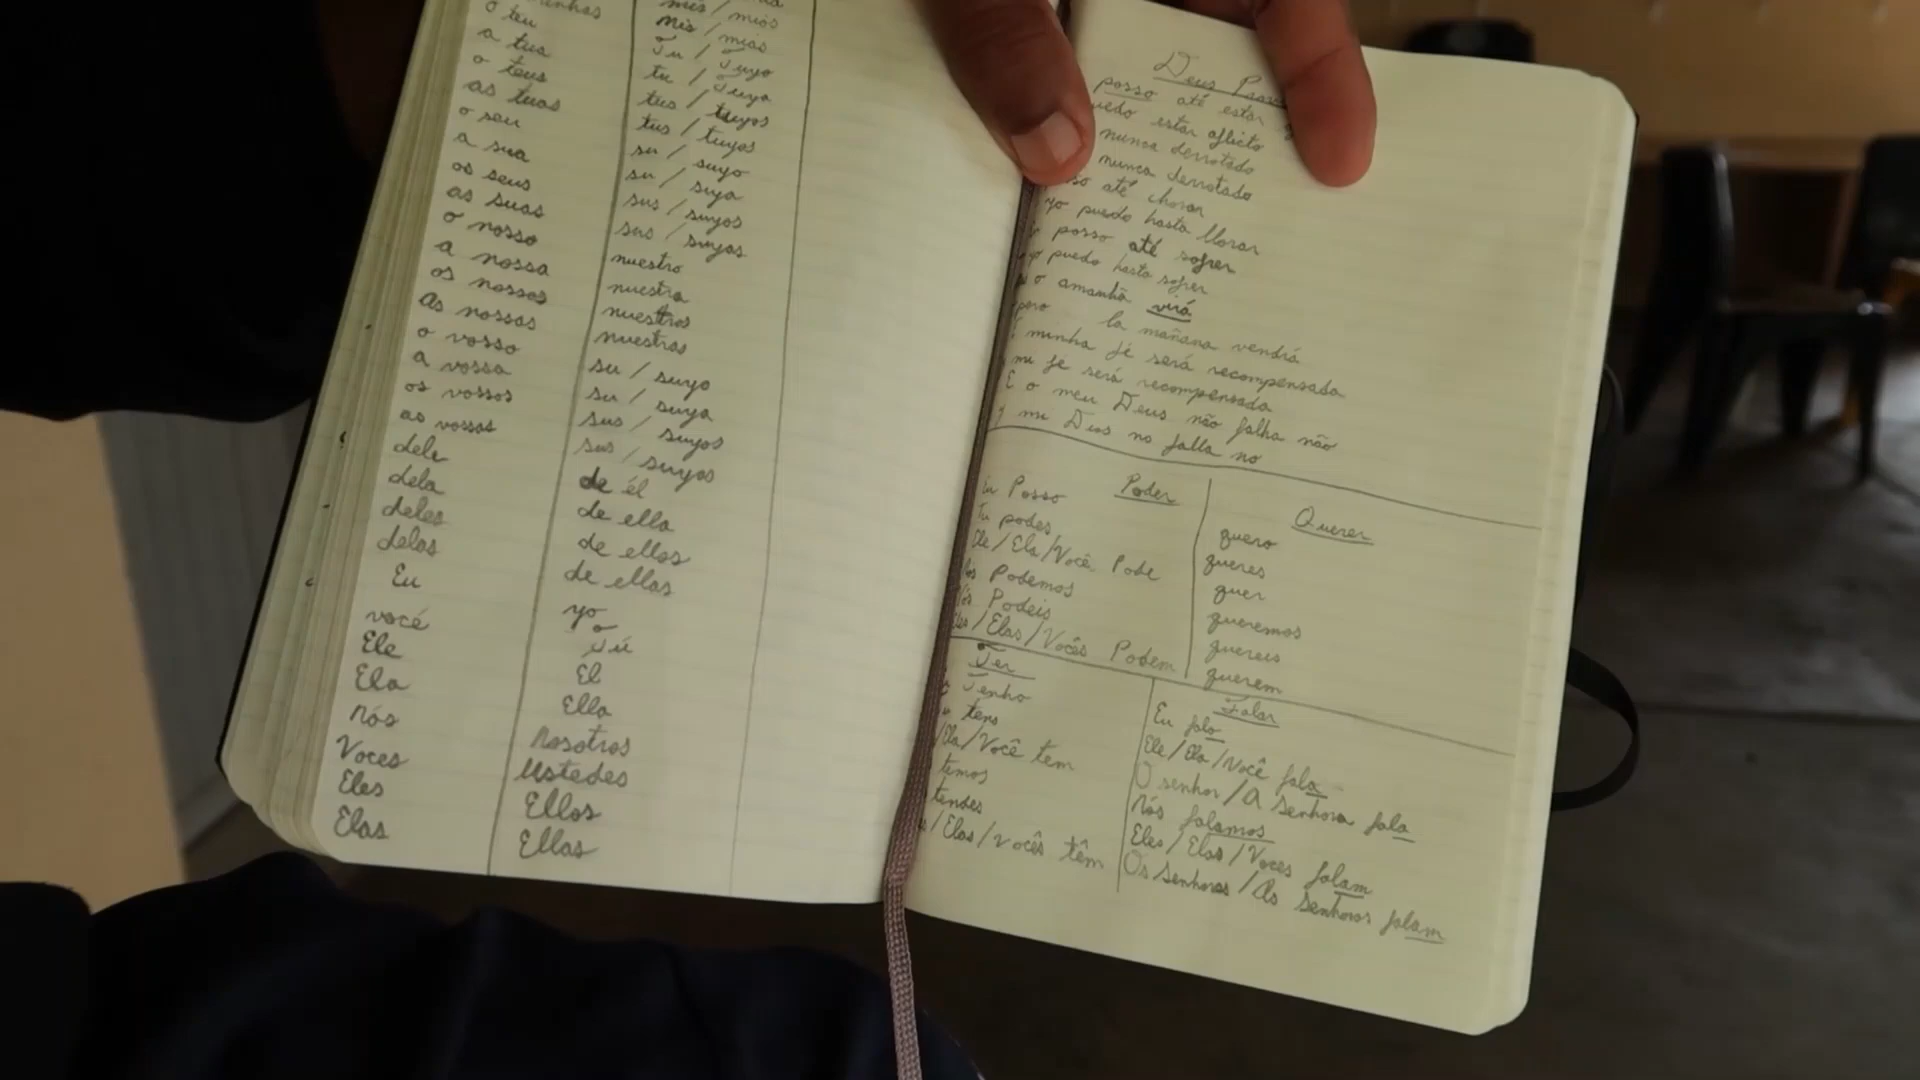 minhas mis / mios
o teu mis / mias
a tua Tu / Tuyo
o teus tu / Tuya
as tuas tus / tuyos
o seu tus / tuyas
a sua su / suyo
os seus su / suya
as suas sus / suyos
o nosso sus / suyas
a nossa nuestro
os nossos nuestra
As nossas nuestros
o vosso nuestras
a vossa su / suyo
os vossos su / suya
as vossas sus / suyos
dele sus / suyas
dela de él
deles de ella
delas de ellos
Eu de ellas
você yo
Ele o Tú
Ela El
Nós Ella
Voces Nosotros
Eles Ustedes
Elas Ellos
Ellas
Deus
posso até estar
estar aflicto
nunca derrotado
nunca derrotado
até chorar
yo puedo hasta llorar
posso até sofrer
yo puedo hasta sofrer
o amanhã virá
pero la mañana vendrá
minha fé será recompensada
mi fe será recompensada
E o meu Deus não falha não
y mi Dios no falla no
Poder
Eu Posso
Tu podes
Ele / Ela / Você Pode
Podemos
Podeis
Elas / Vocês Podem
Querer
quero
queres
quer
queremos
quereis
querem
Ter
Tenho
tens
Ela / Você tem
temos
tendes
/ Elas / vocês têm
Falar
Eu falo
Ele / Ela / Você fala
O senhor / A Senhora fala
Nós falamos
Eles / Elas / Voces falam
Os Senhores / As Senhoras falam